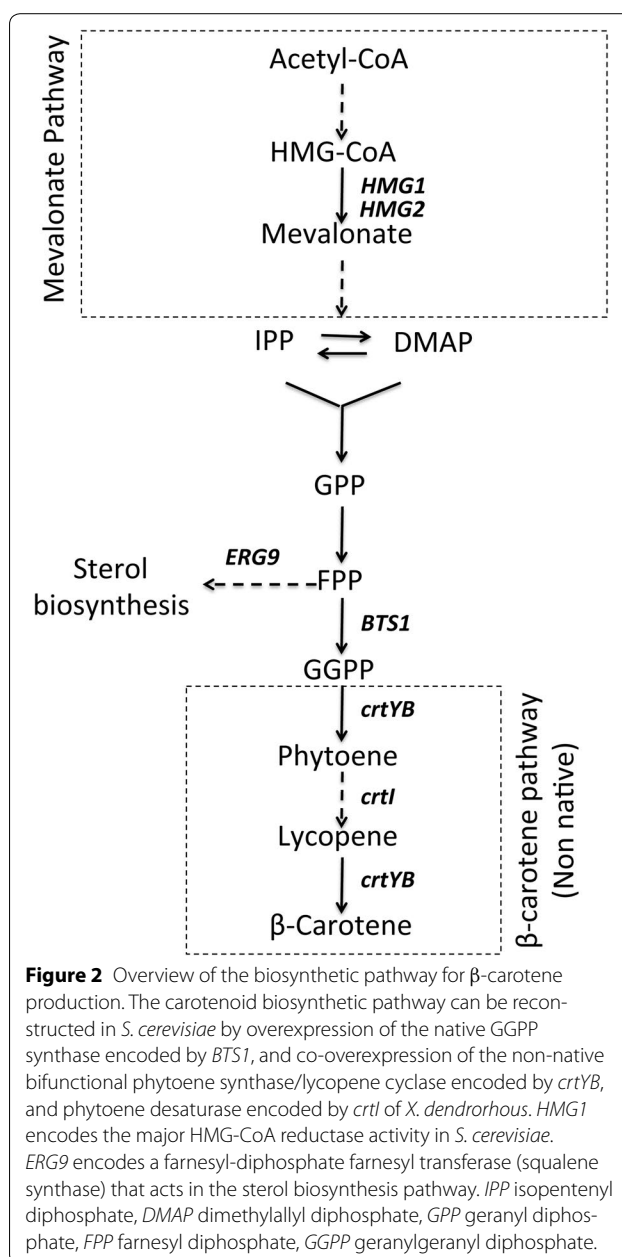 Mevalonate Pathway
Acetyl-CoA
HMG-CoA
HMG1
HMG2
Mevalonate
IPP
DMAP
GPP
ERG9
Sterol
biosynthesis
FPP
BTS1
GGPP
crtYB
Phytoene
crtI
Lycopene
crtYB
β-Carotene
β-carotene pathway
(Non native)
Figure 2 Overview of the biosynthetic pathway for β-carotene
production. The carotenoid biosynthetic pathway can be recon-
structed in S. cerevisiae by overexpression of the native GGPP
synthase encoded by BTS1, and co-overexpression of the non-native
bifunctional phytoene synthase/lycopene cyclase encoded by crtYB,
and phytoene desaturase encoded by crtI of X. dendrorhous. HMG1
encodes the major HMG-CoA reductase activity in S. cerevisiae.
ERG9 encodes a farnesyl-diphosphate farnesyl transferase (squalene
synthase) that acts in the sterol biosynthesis pathway. IPP isopentenyl
diphosphate, DMAP dimethylallyl diphosphate, GPP geranyl diphos-
phate, FPP farnesyl diphosphate, GGPP geranylgeranyl diphosphate.